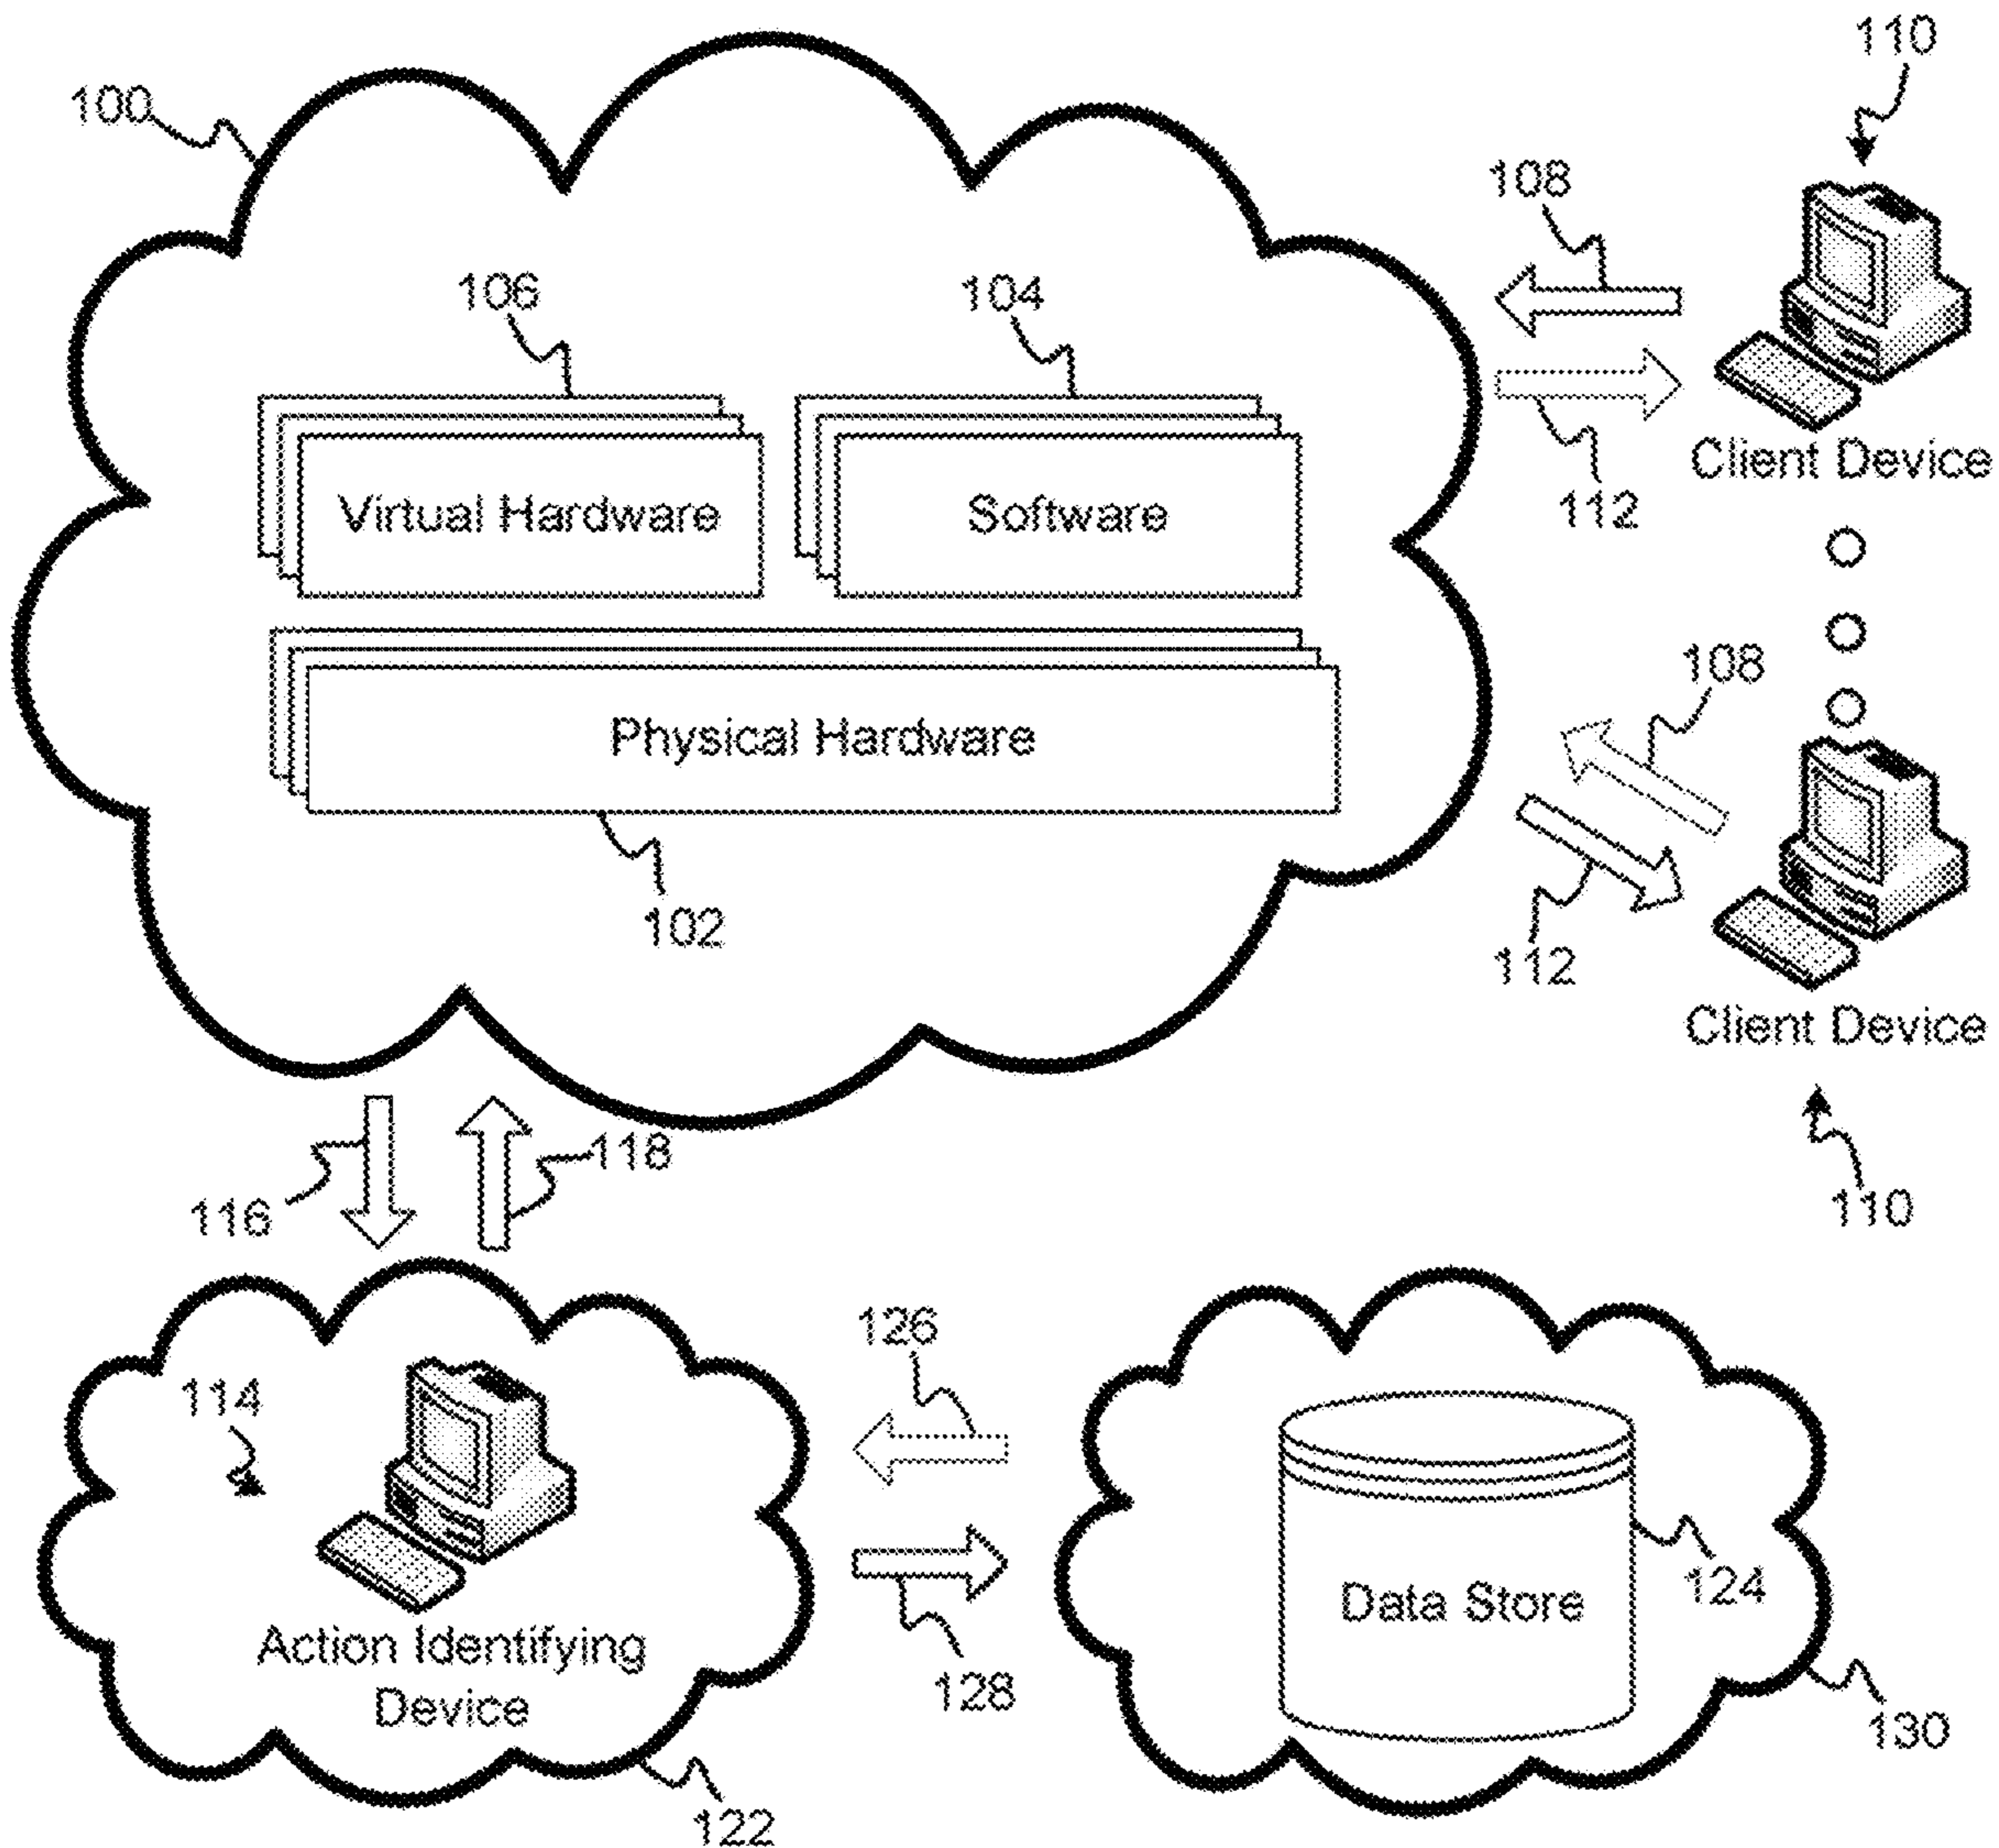 110
100
108
106
104
Client Device
Virtual Hardware
Software
112
108
Physical Hardware
102
112
Client Device
118
116
110
126
114
124
Data Store
Action Identifying
Device
128
130
122